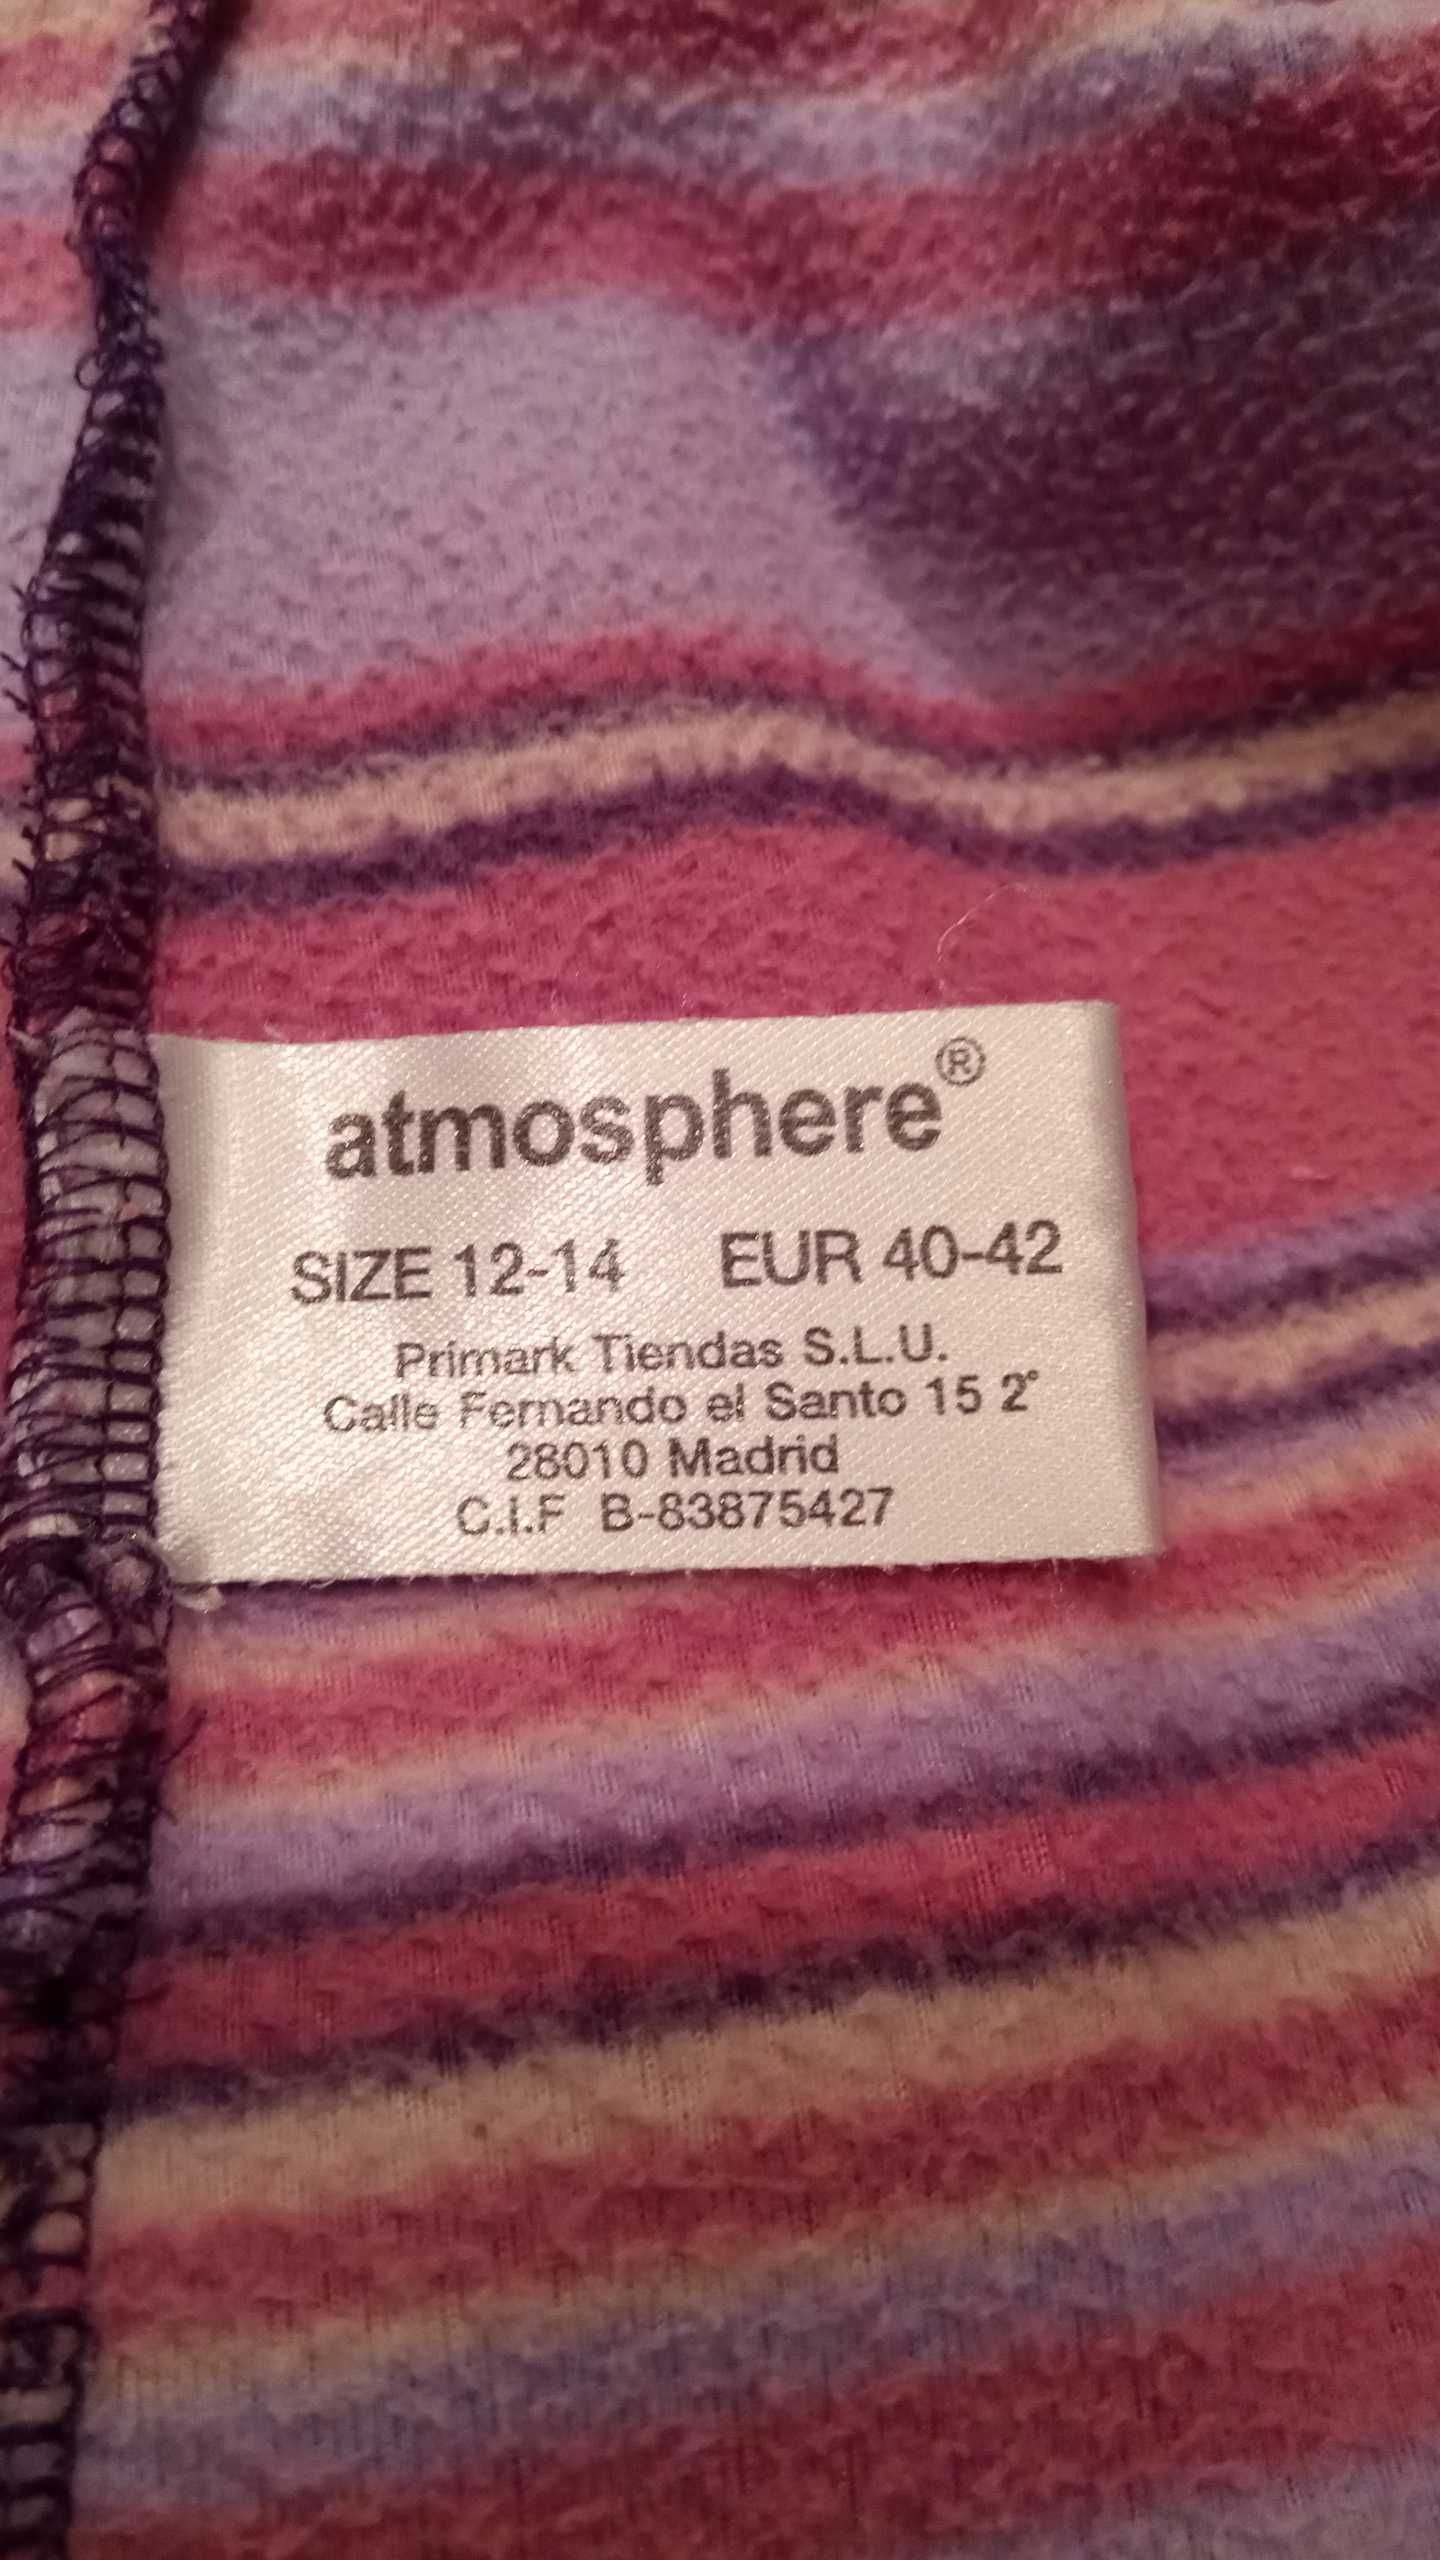 atmosphere®
SIZE 12-14 EUR 40-42
Primark Tiendas S.L.U.
Calle Fernando el Santo 15 2°
28010 Madrid
C.I.F B-83875427